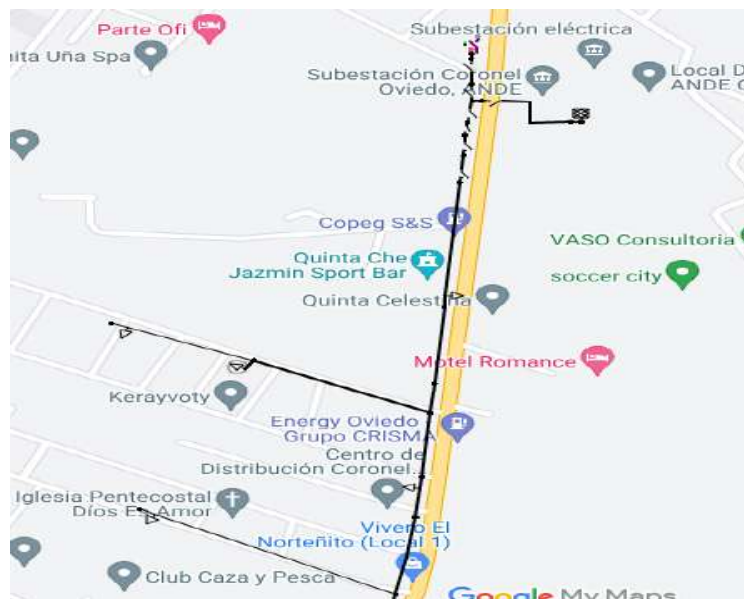 Parte Ofi
Subestación eléctrica
nita Uña Spa
Subestación Coronel
Oviedo, ANDE
Local D
ANDE C
Copeg S&S
VASO Consultoria
Quinta Che
Jazmin Sport Bar
soccer city
Quinta Celestina
Motel Romance
Kerayvoty
Energy Oviedo
Grupo CRISMA
Centro de
Distribución Coronel...
Iglesia Pentecostal
Díos Es Amor
Vivero El
Norteñito (Local 1)
Club Caza y Pesca
Google My Maps